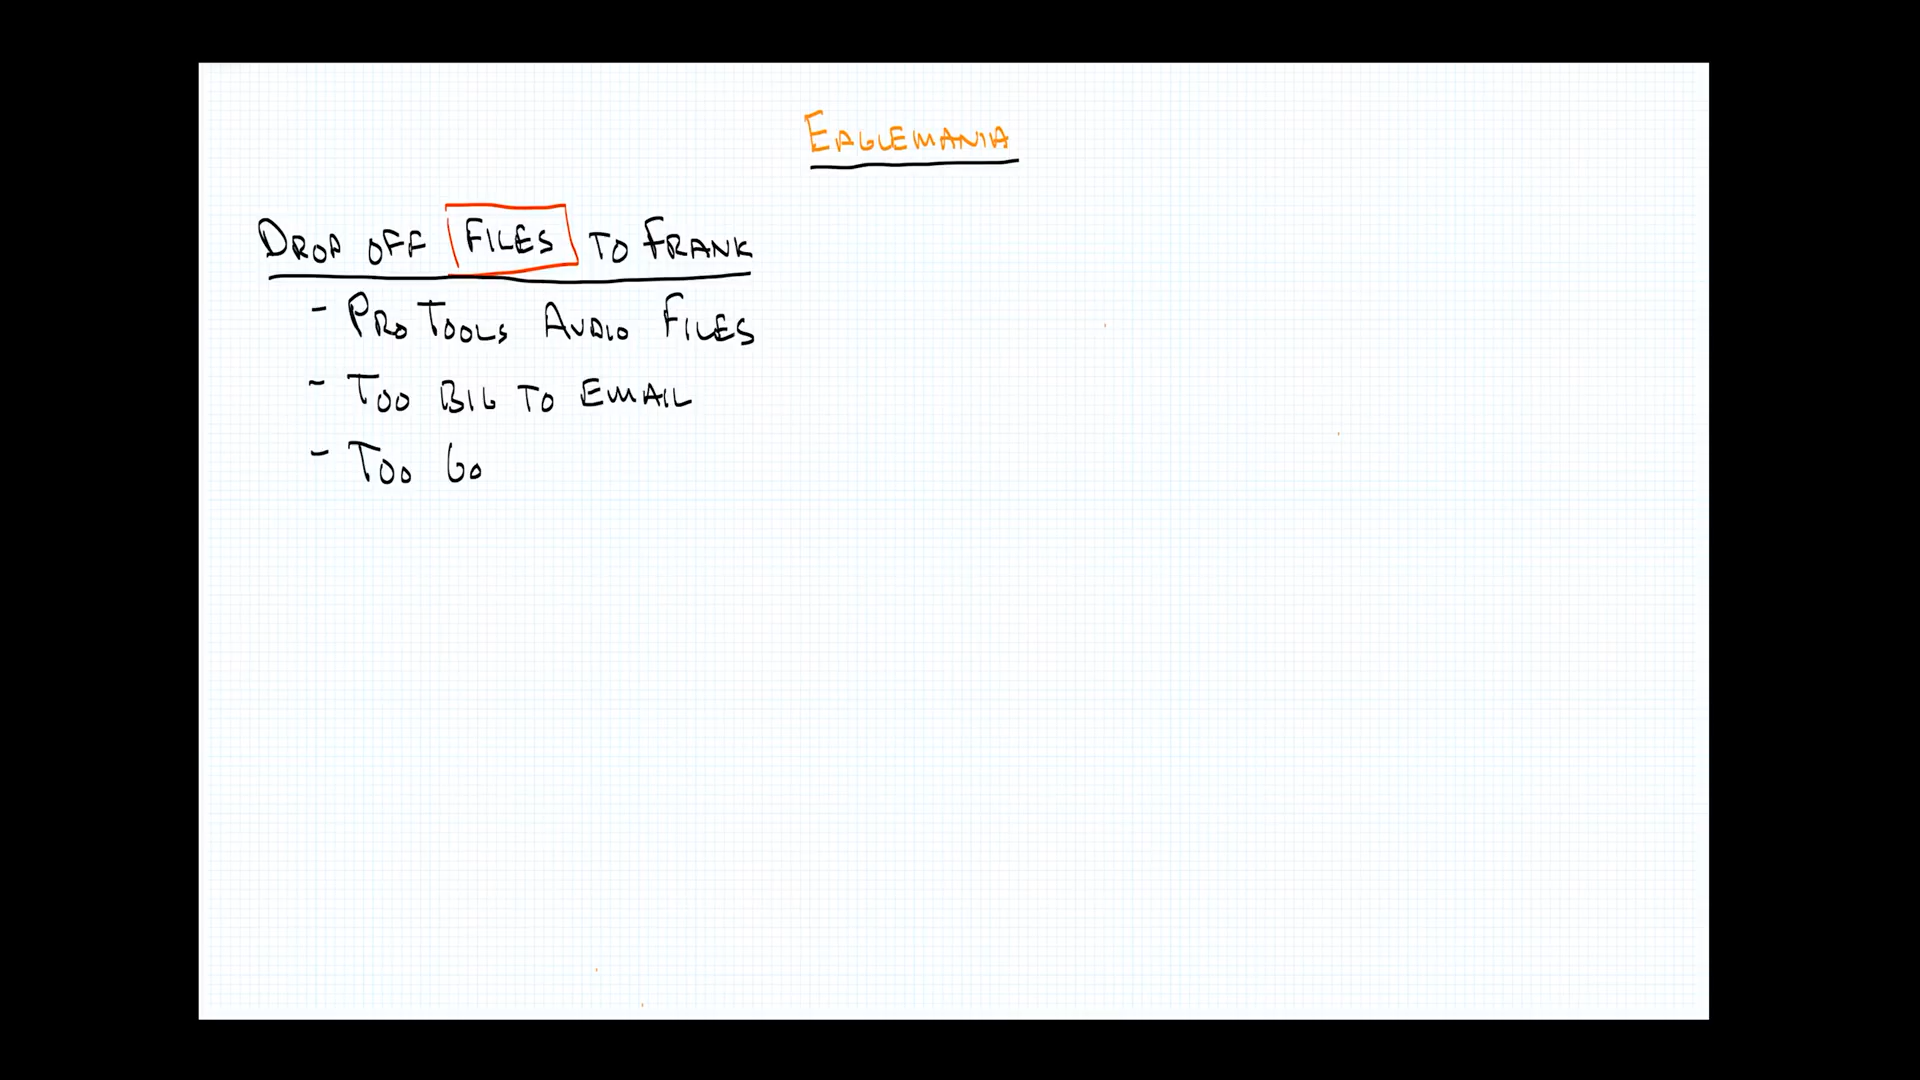 EAGLEMANIA
DROP OFF FILES TO FRANK
- PRO TOOLS AUDIO FILES
- TOO BIG TO EMAIL
- TOO GO